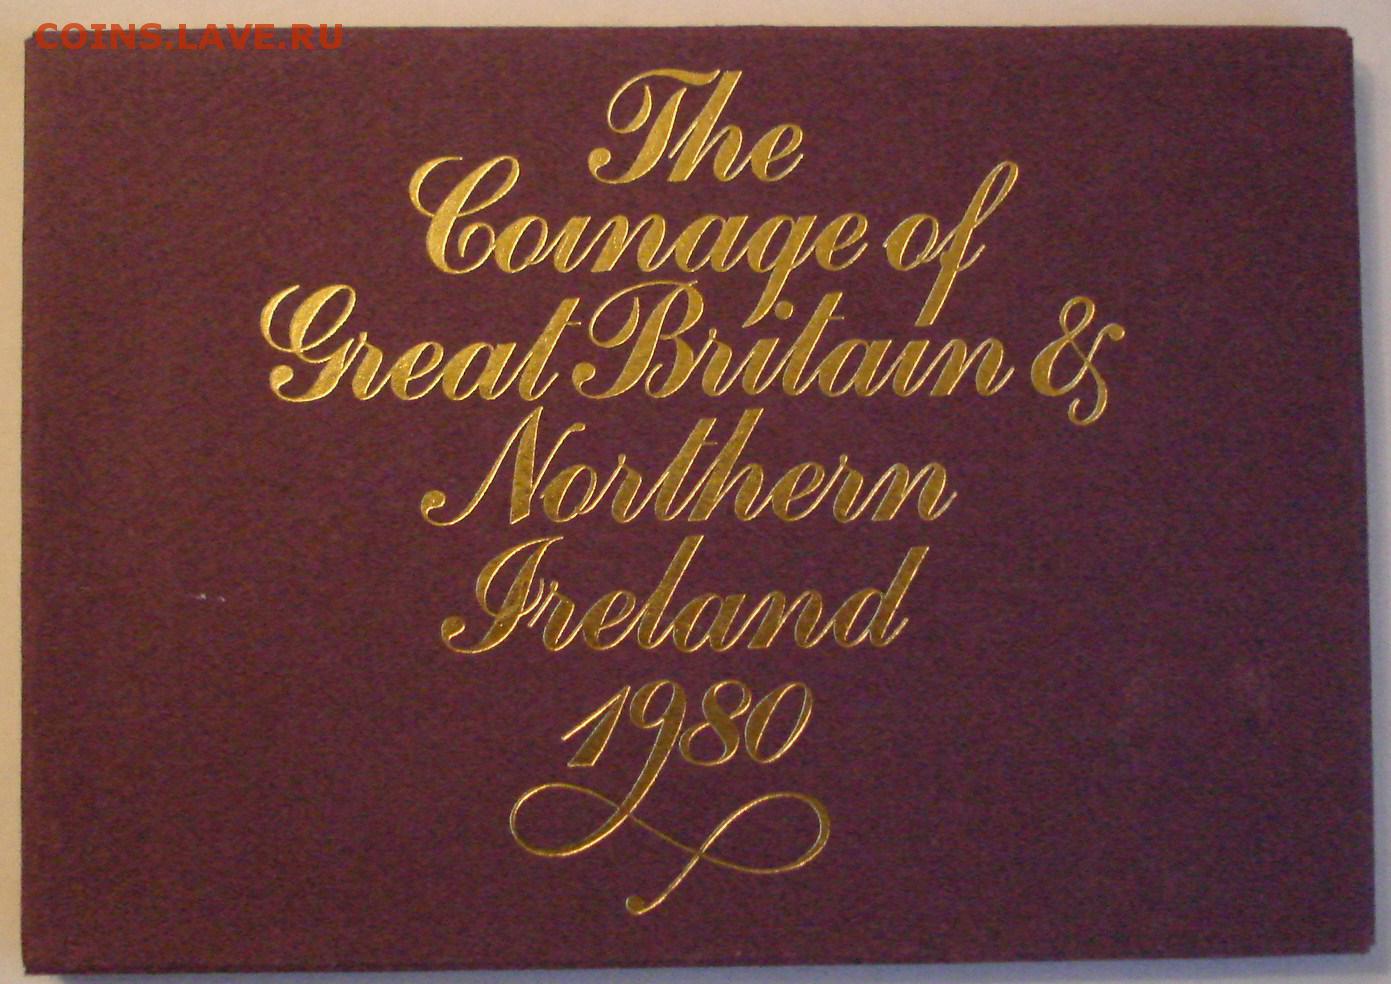 COINS.LAVE.RU
The
Coinage of
Great Britain &
Northern
Ireland
1980